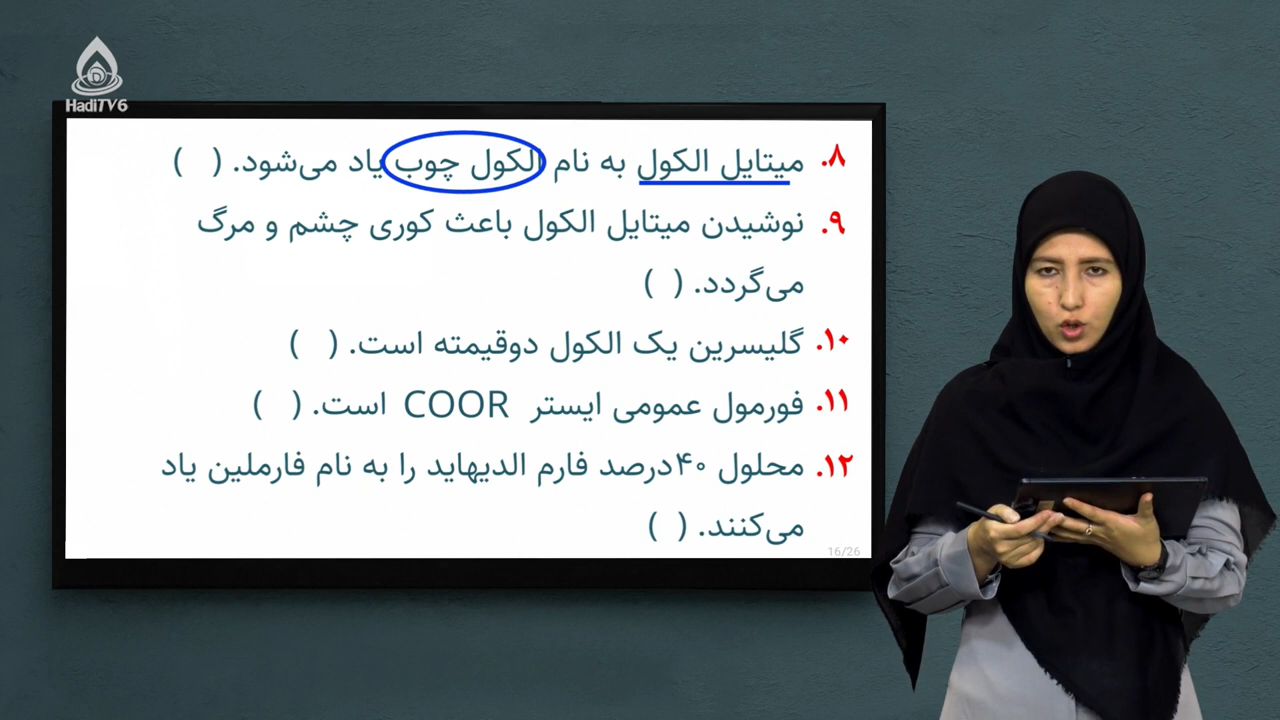 HadiTV6
۸. میتایل الکول به نام الکول چوب یاد می‌شود. (   )
۹. نوشیدن میتایل الکول باعث کوری چشم و مرگ
می‌گردد. (   )
۱۰. گلیسرین یک الکول دوقیمته است. (   )
۱۱. فورمول عمومی ایستر COOR است. (   )
۱۲. محلول ۴۰درصد فارم الدیهاید را به نام فارملین یاد
می‌کنند. (   )
16/26